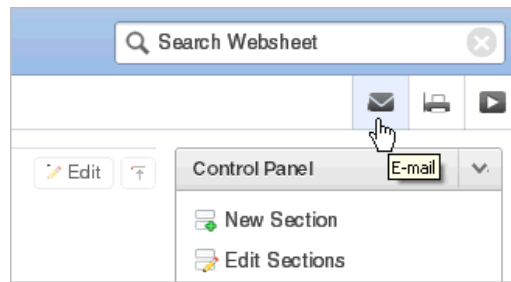 Search Websheet
Edit
Control Panel
E-mail
New Section
Edit Sections